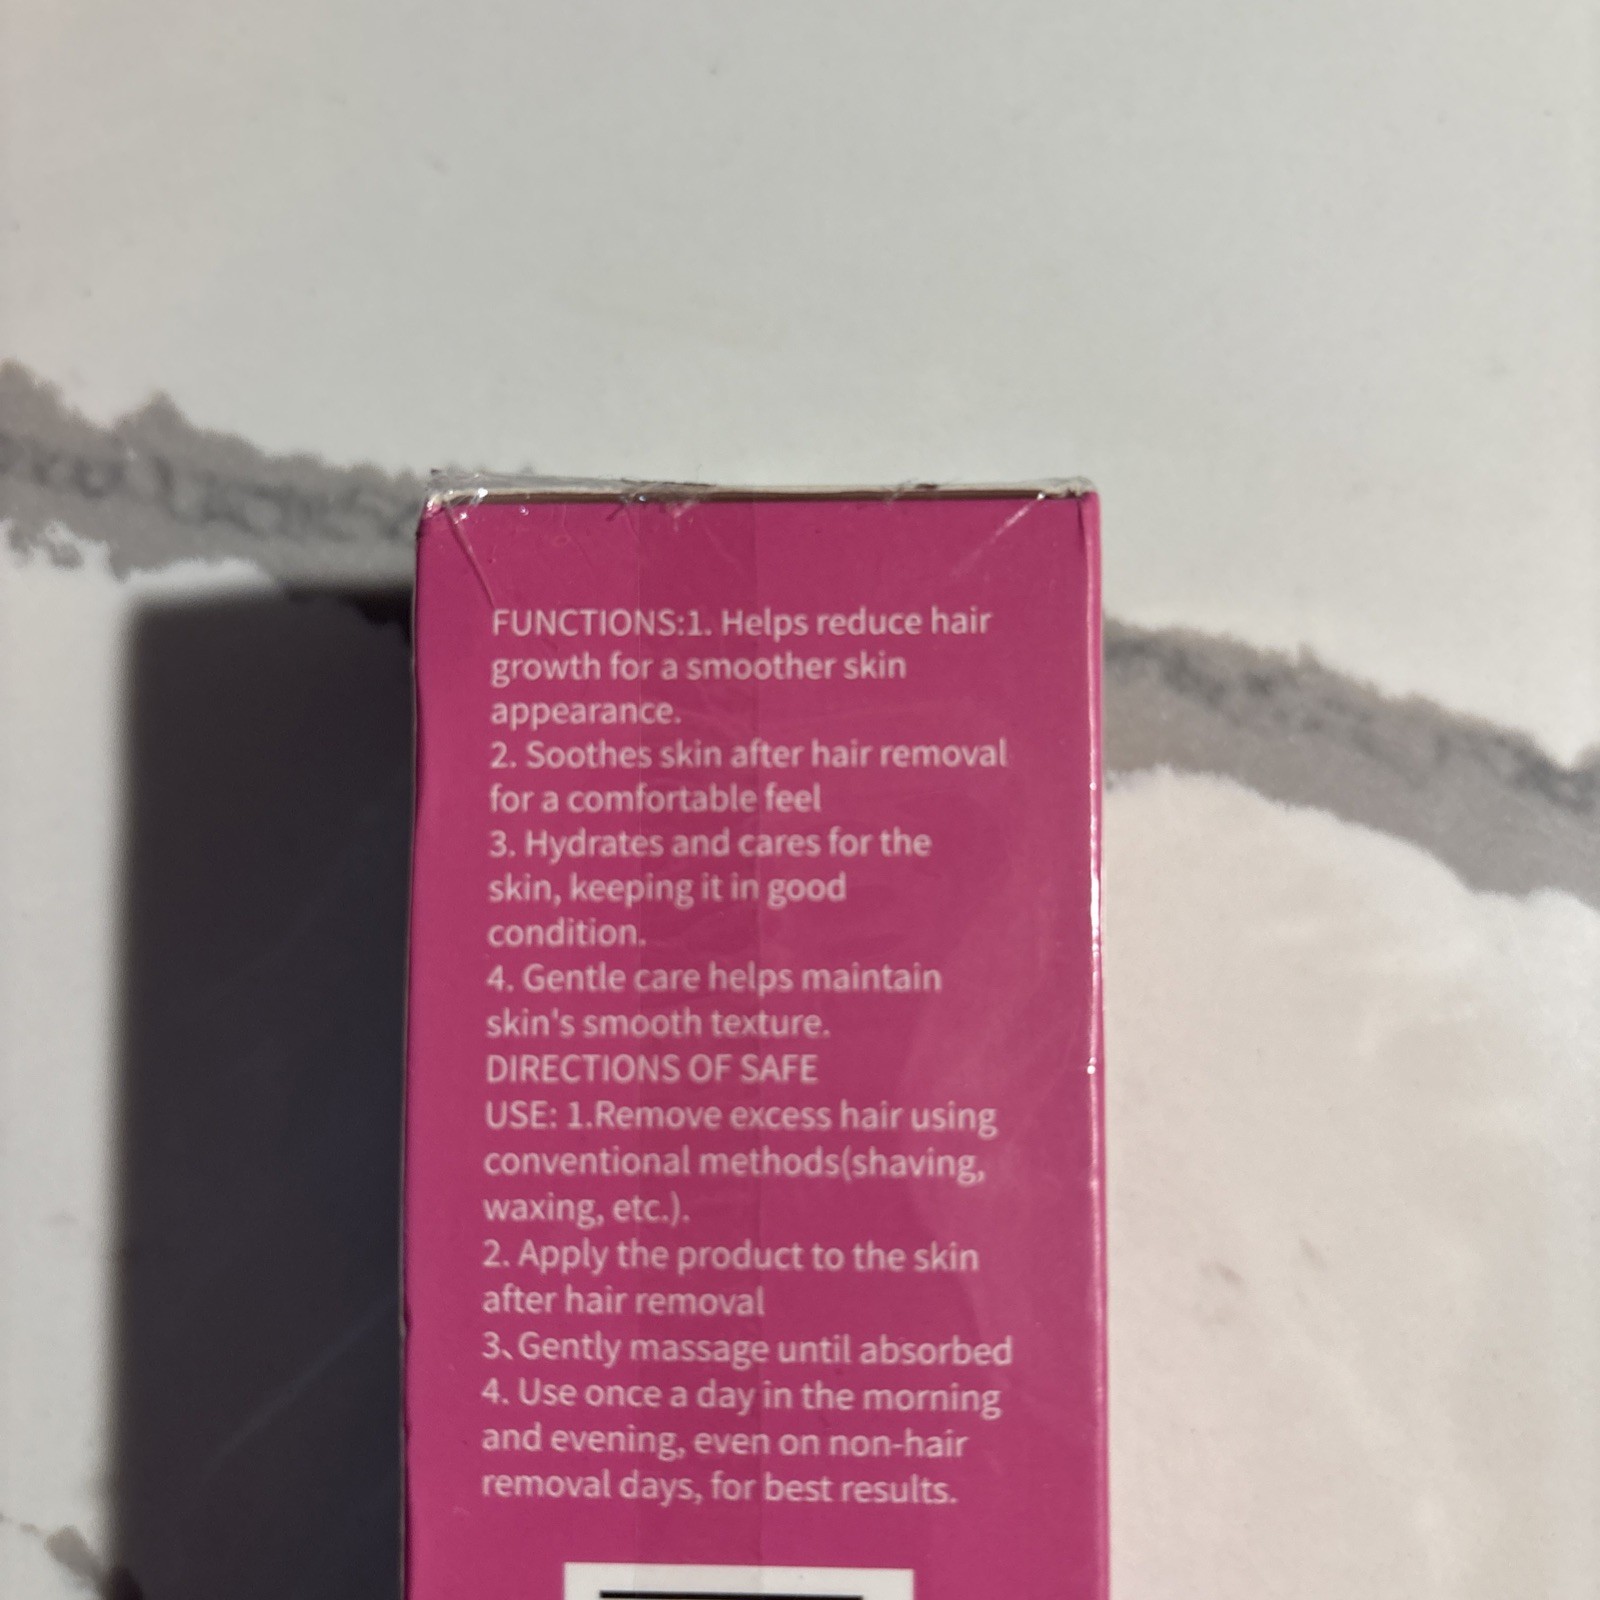 FUNCTIONS:1. Helps reduce hair
growth for a smoother skin
appearance.
2. Soothes skin after hair removal
for a comfortable feel
3. Hydrates and cares for the
skin, keeping it in good
condition.
4. Gentle care helps maintain
skin's smooth texture.
DIRECTIONS OF SAFE
USE: 1.Remove excess hair using
conventional methods(shaving,
waxing, etc.).
2. Apply the product to the skin
after hair removal
3、Gently massage until absorbed
4. Use once a day in the morning
and evening, even on non-hair
removal days, for best results.